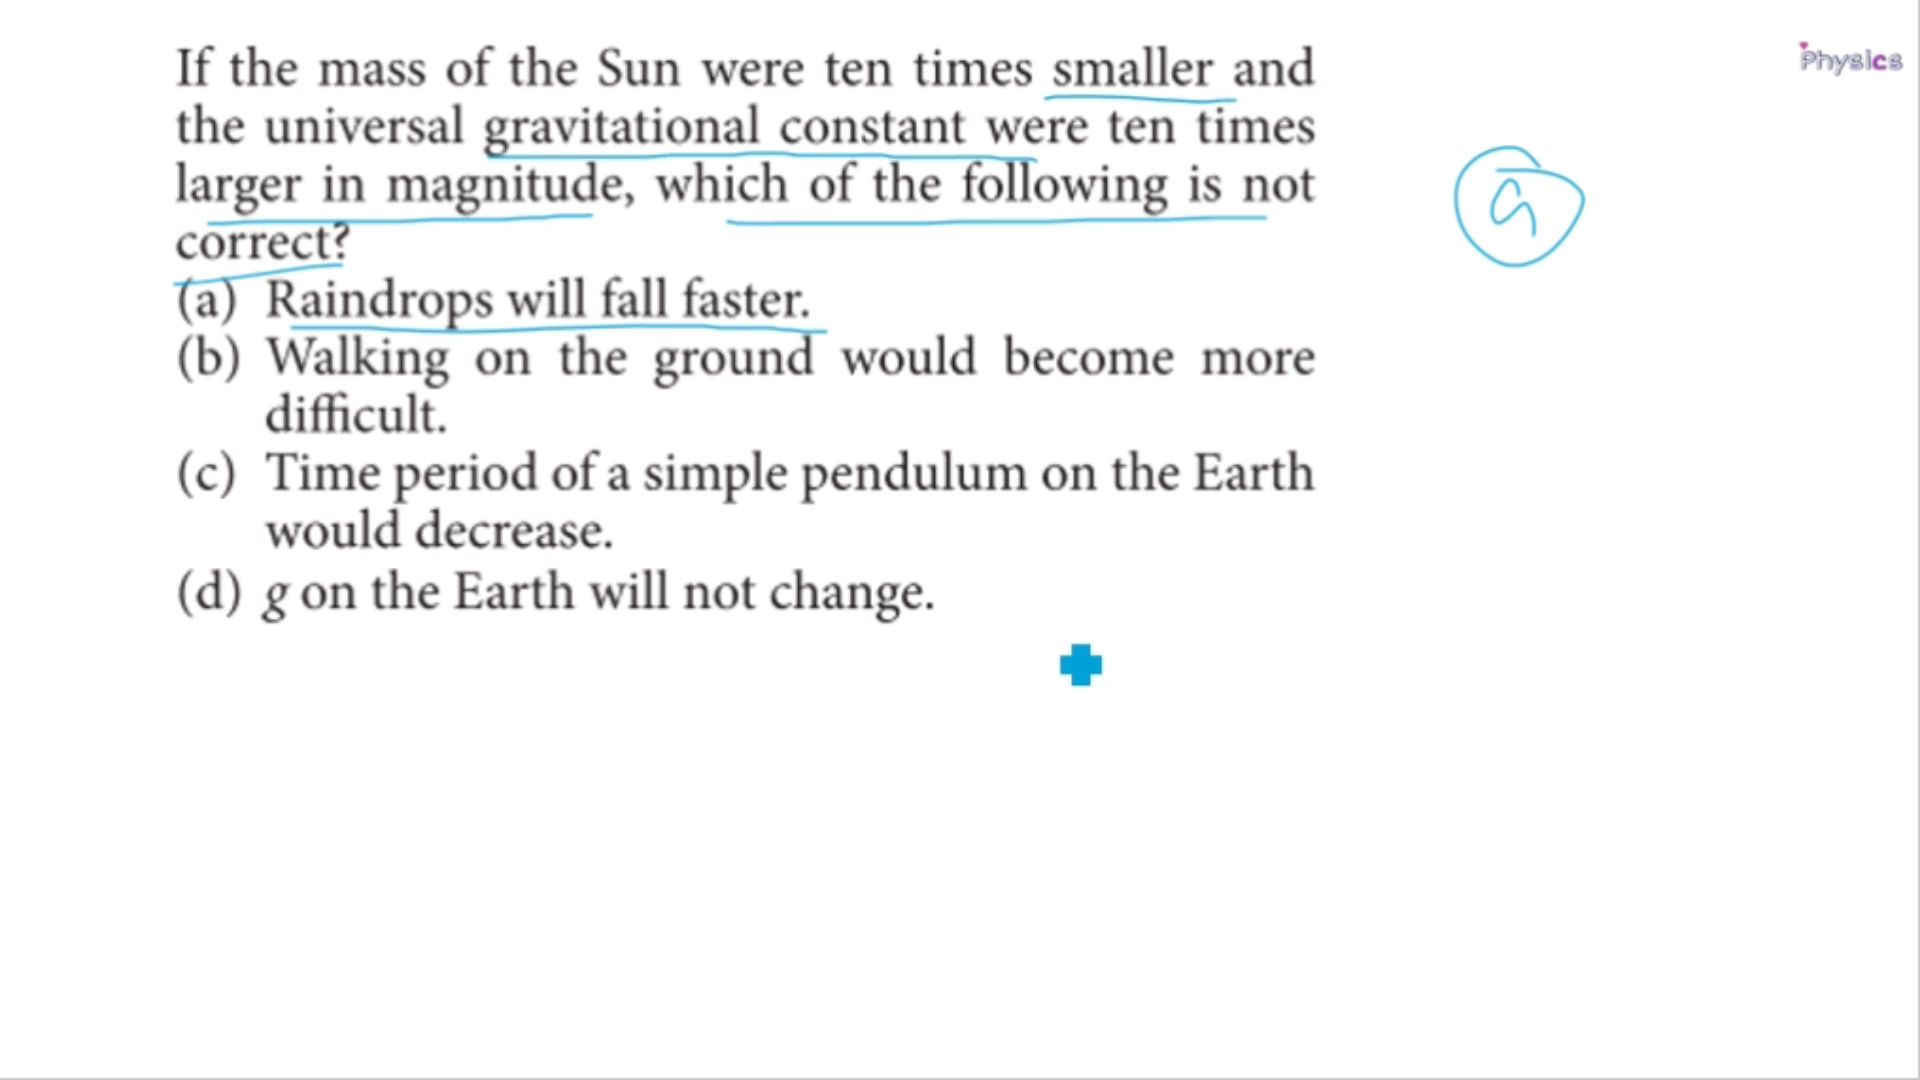 If the mass of the Sun were ten times smaller and
the universal gravitational constant were ten times
larger in magnitude, which of the following is not
correct?
(a) Raindrops will fall faster.
(b) Walking on the ground would become more
difficult.
(c) Time period of a simple pendulum on the Earth
would decrease.
(d) g on the Earth will not change.
Physics